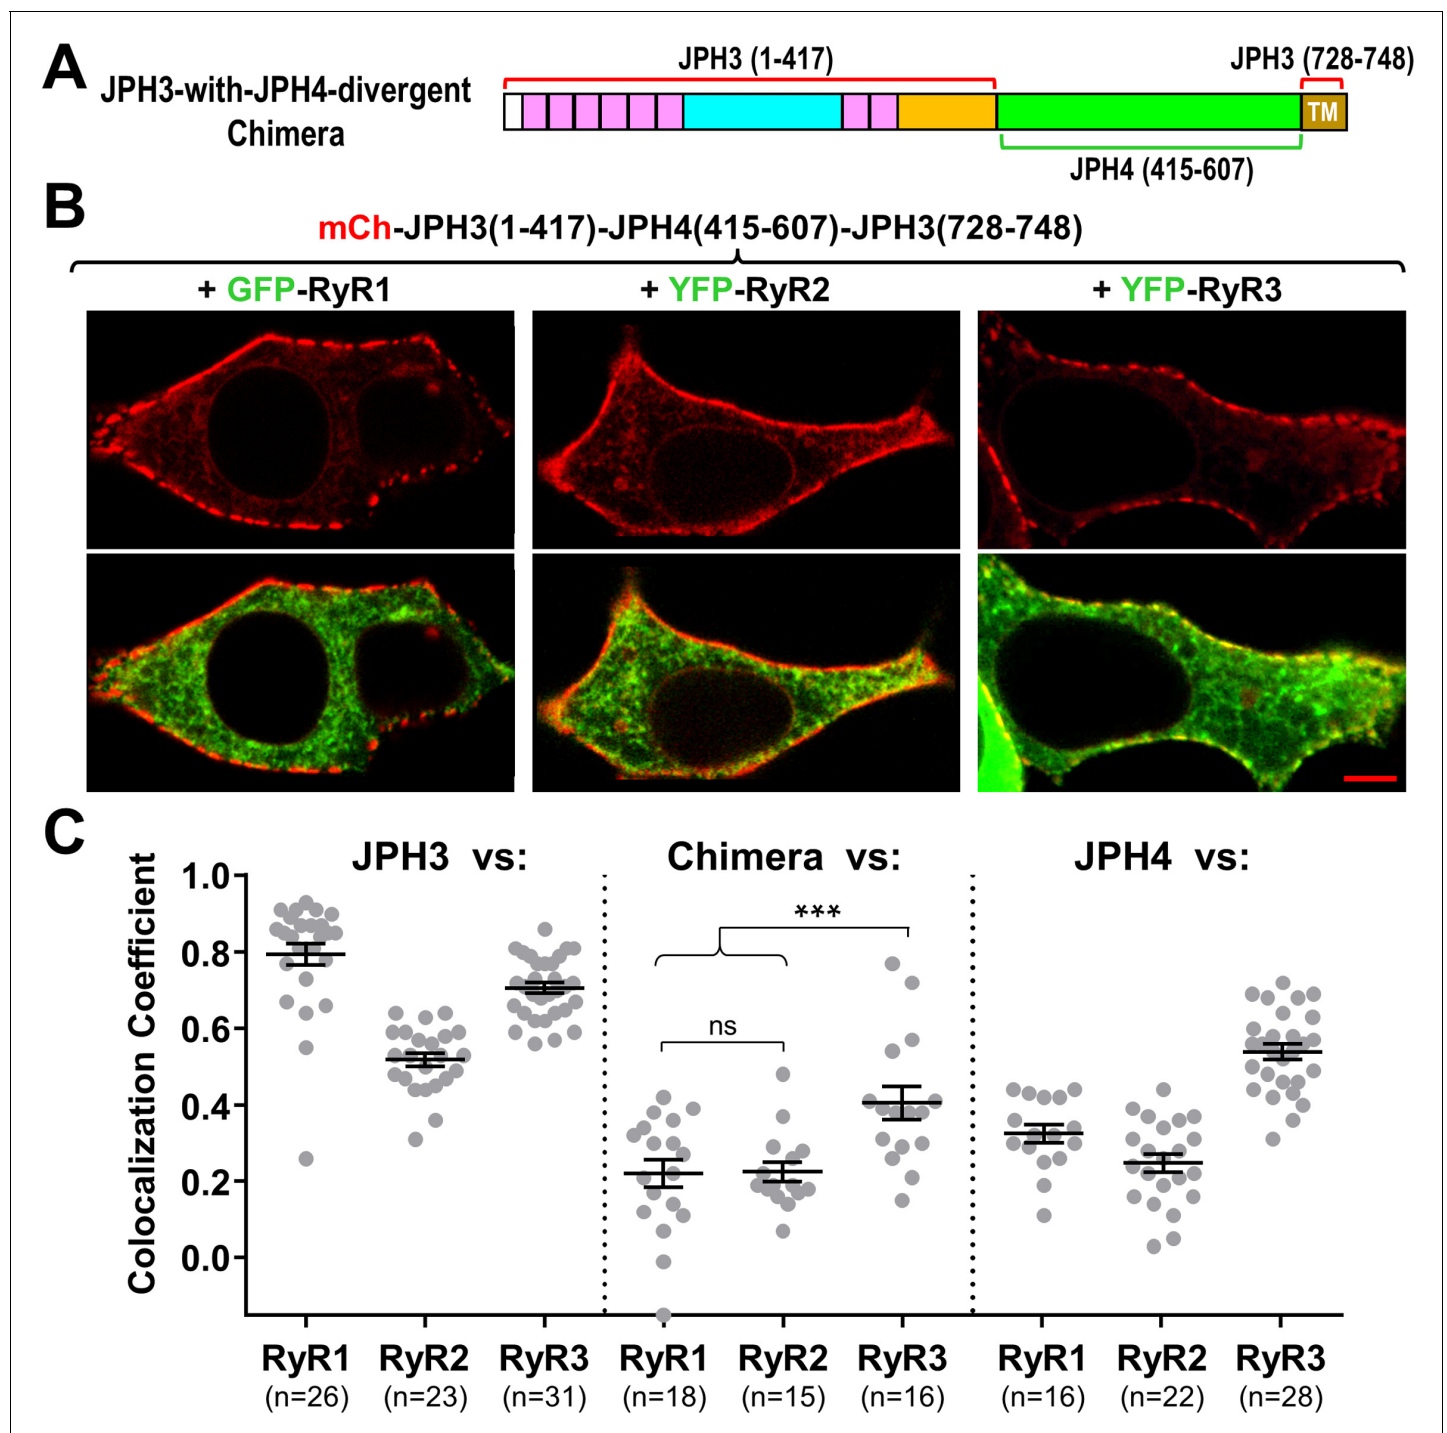 A
JPH3-with-JPH4-divergent
Chimera
JPH3 (1-417)
JPH3 (728-748)
TM
JPH4 (415-607)
B
mCh-JPH3(1-417)-JPH4(415-607)-JPH3(728-748)
+ GFP-RyR1
+ YFP-RyR2
+ YFP-RyR3
C
JPH3 vs:
Chimera vs:
JPH4 vs:
Colocalization Coefficient
1.0
0.8
0.6
0.4
0.2
0.0
***
ns
RyR1 RyR2 RyR3 RyR1 RyR2 RyR3 RyR1 RyR2 RyR3
(n=26) (n=23) (n=31) (n=18) (n=15) (n=16) (n=16) (n=22) (n=28)